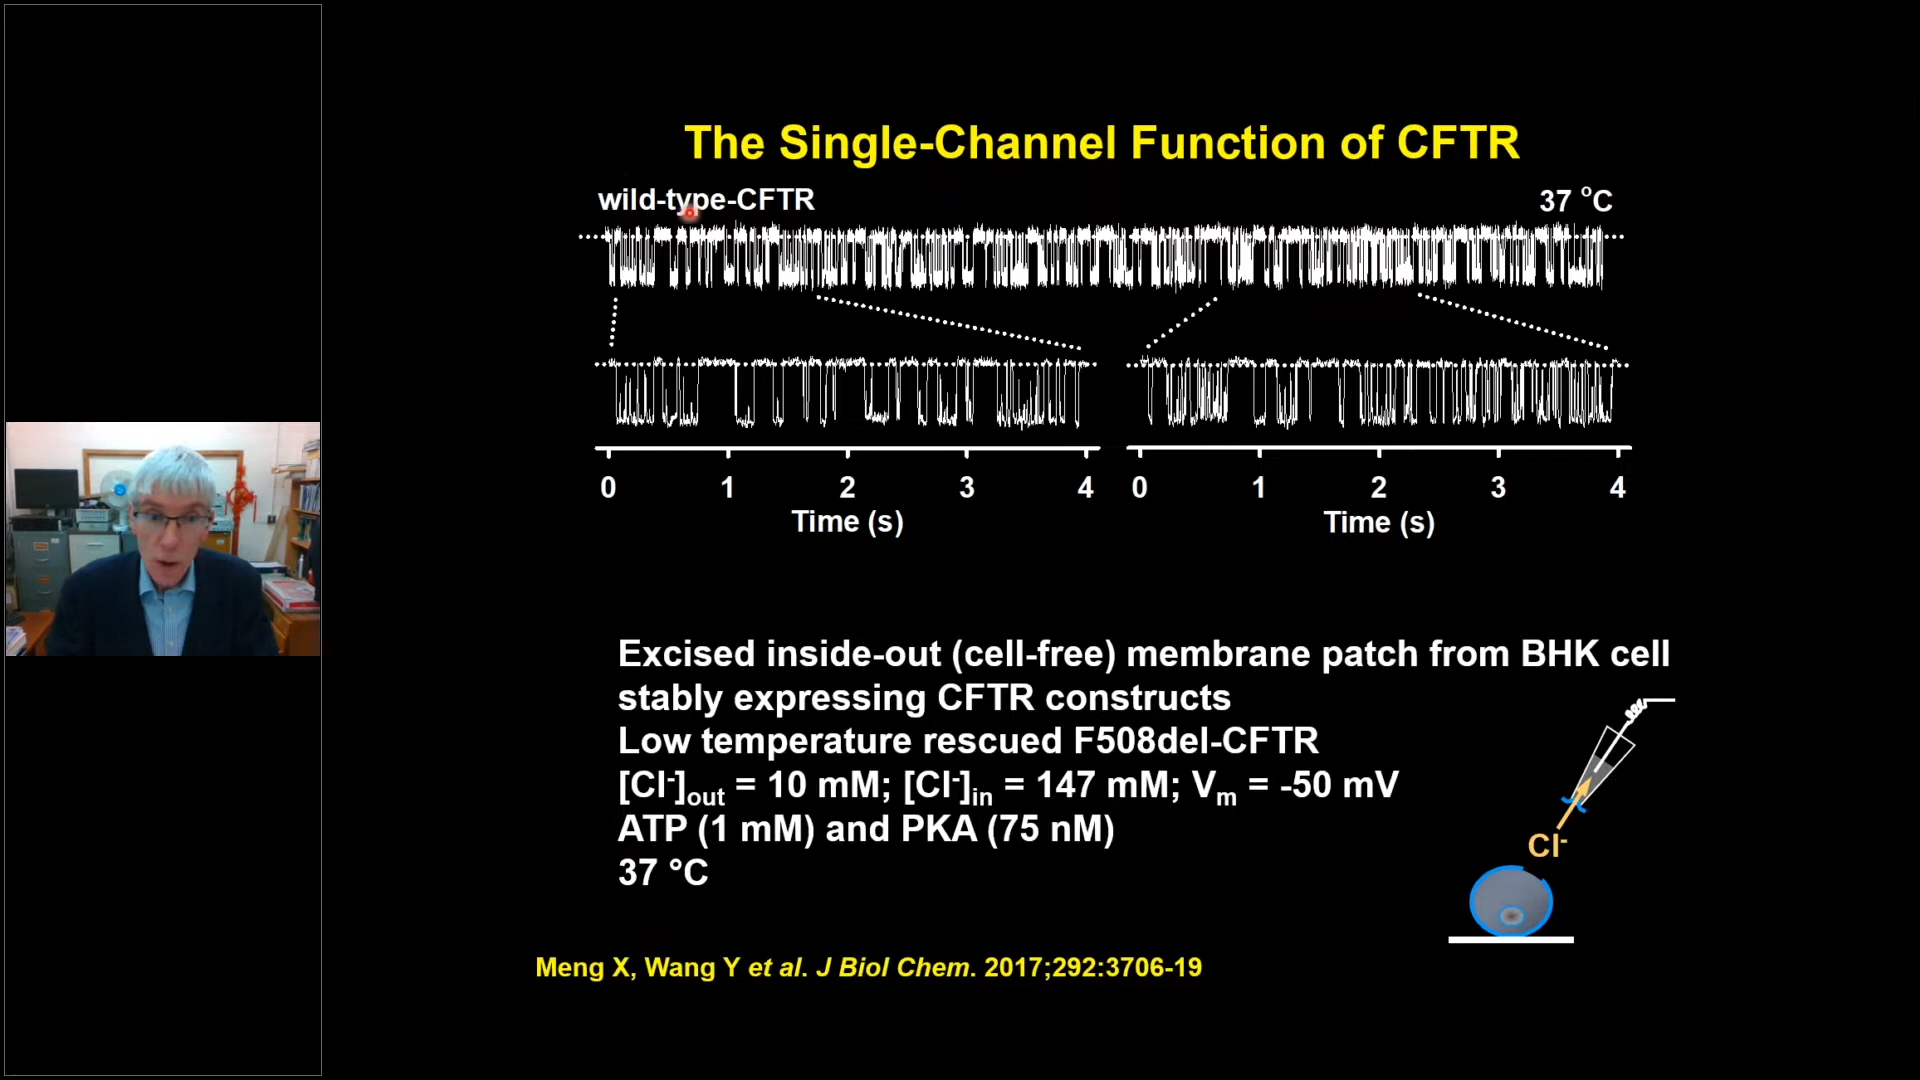 The Single-Channel Function of CFTR
wild-type-CFTR
37 °C
0 1 2 3 4
Time (s)
0 1 2 3 4
Time (s)
Excised inside-out (cell-free) membrane patch from BHK cell
stably expressing CFTR constructs
Low temperature rescued F508del-CFTR
[Cl⁻]out = 10 mM; [Cl⁻]in = 147 mM; Vm = -50 mV
ATP (1 mM) and PKA (75 nM)
37 °C
Cl⁻
Meng X, Wang Y et al. J Biol Chem. 2017;292:3706-19